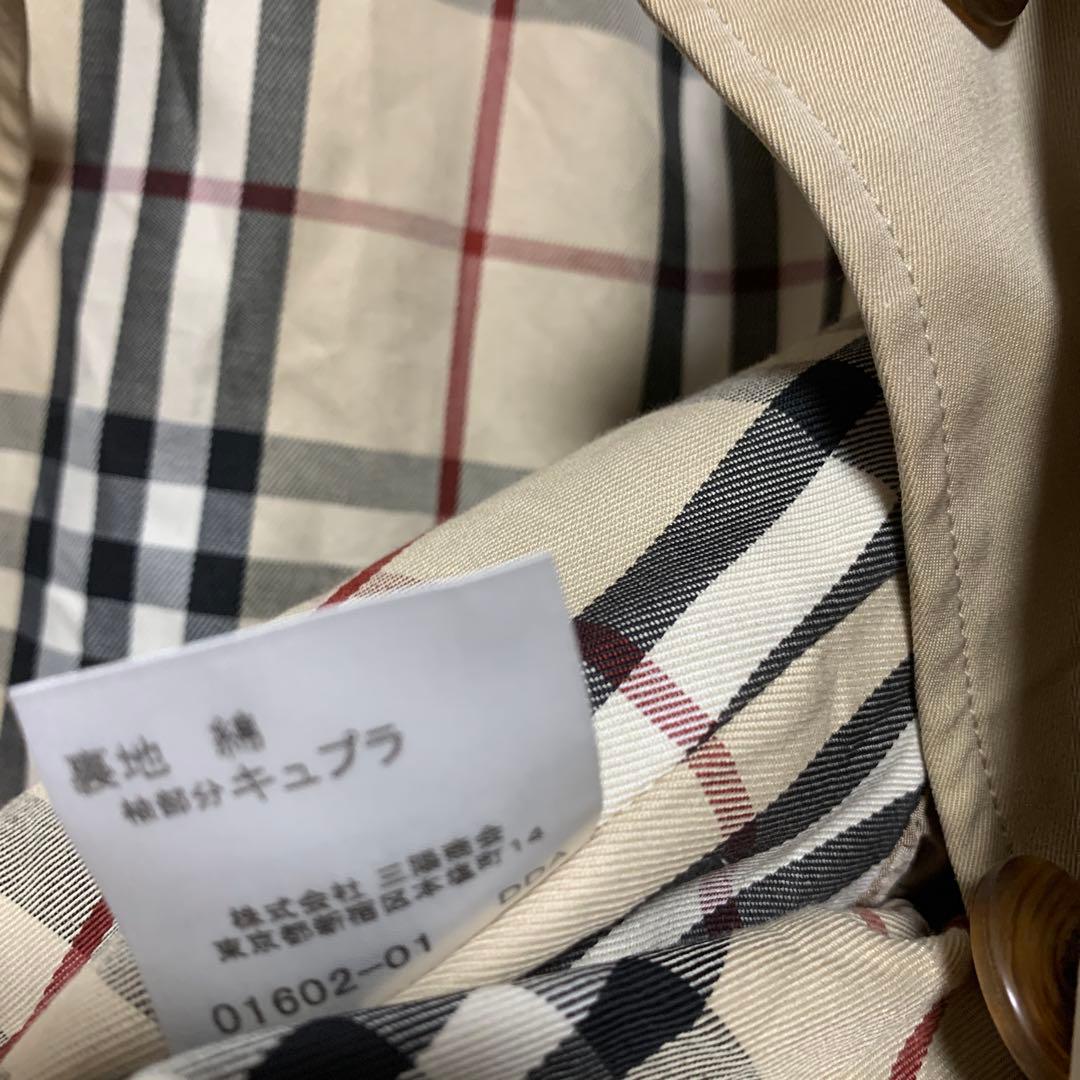 裏地 綿
袖部分キュプラ
株式会社 三陽商会
東京都新宿区本塩町14
01602-01